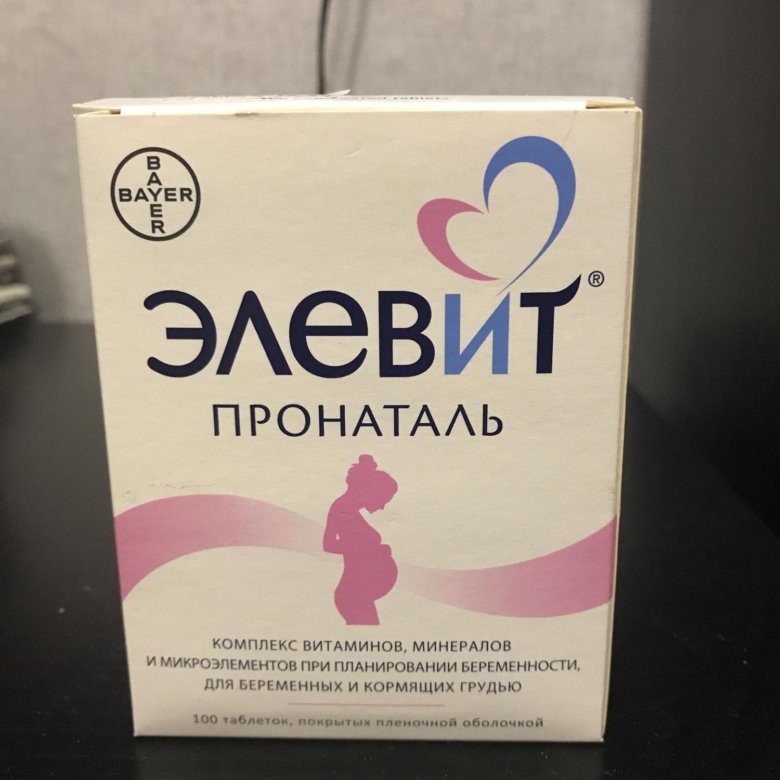 BAYER
BAYER
ЭЛЕВИТ®
ПРОНАТАЛЬ
КОМПЛЕКС ВИТАМИНОВ, МИНЕРАЛОВ
И МИКРОЭЛЕМЕНТОВ ПРИ ПЛАНИРОВАНИИ БЕРЕМЕННОСТИ,
ДЛЯ БЕРЕМЕННЫХ И КОРМЯЩИХ ГРУДЬЮ
100 таблеток, покрытых пленочной оболочкой